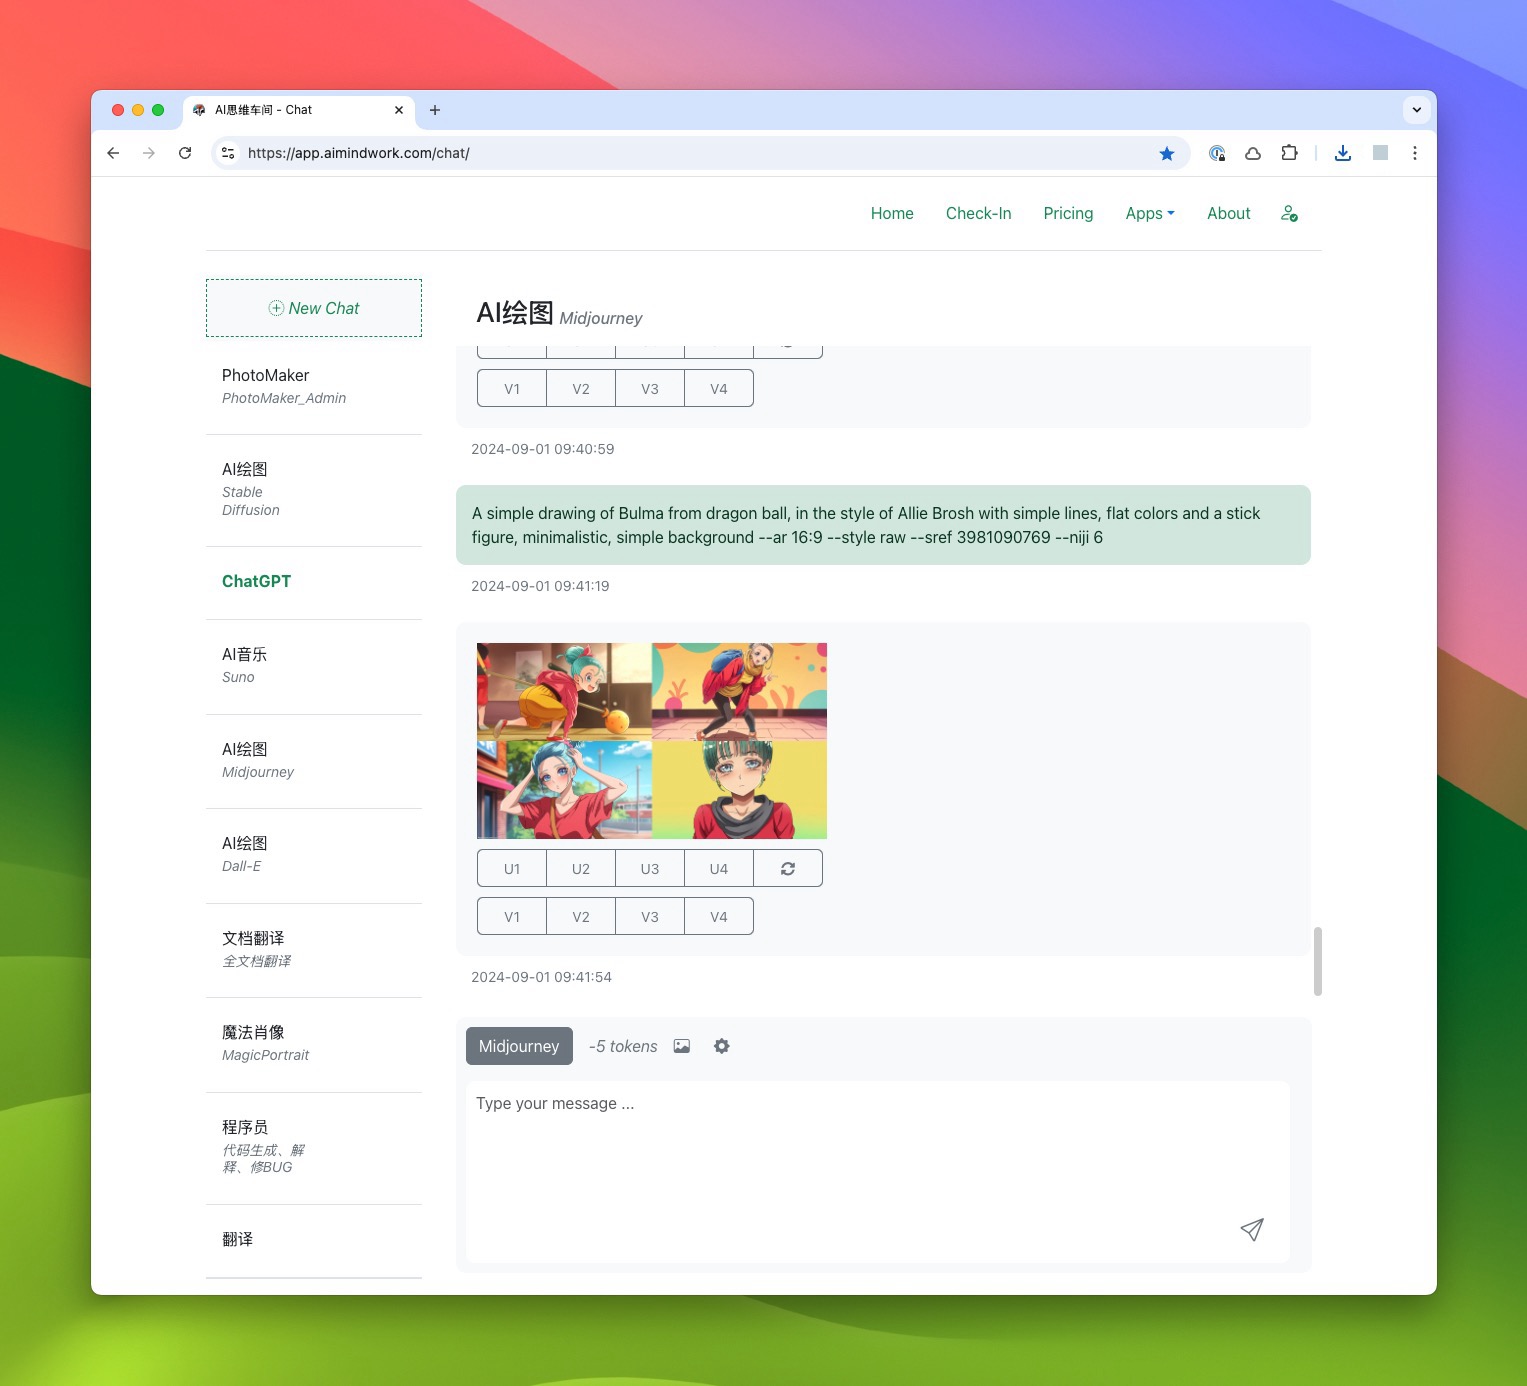 AI思维车间 - Chat
https://app.aimindwork.com/chat/
Home
Check-In
Pricing
Apps
About
New Chat
PhotoMaker
PhotoMaker_Admin
AI绘图
Stable
Diffusion
ChatGPT
AI音乐
Suno
AI绘图
Midjourney
AI绘图
Dall-E
文档翻译
全文档翻译
魔法肖像
MagicPortrait
程序员
代码生成、解
释、修BUG
翻译
AI绘图 Midjourney
V1 V2 V3 V4
2024-09-01 09:40:59
A simple drawing of Bulma from dragon ball, in the style of Allie Brosh with simple lines, flat colors and a stick
figure, minimalistic, simple background --ar 16:9 --style raw --sref 3981090769 --niji 6
2024-09-01 09:41:19
U1 U2 U3 U4
V1 V2 V3 V4
2024-09-01 09:41:54
Midjourney -5 tokens
Type your message ...